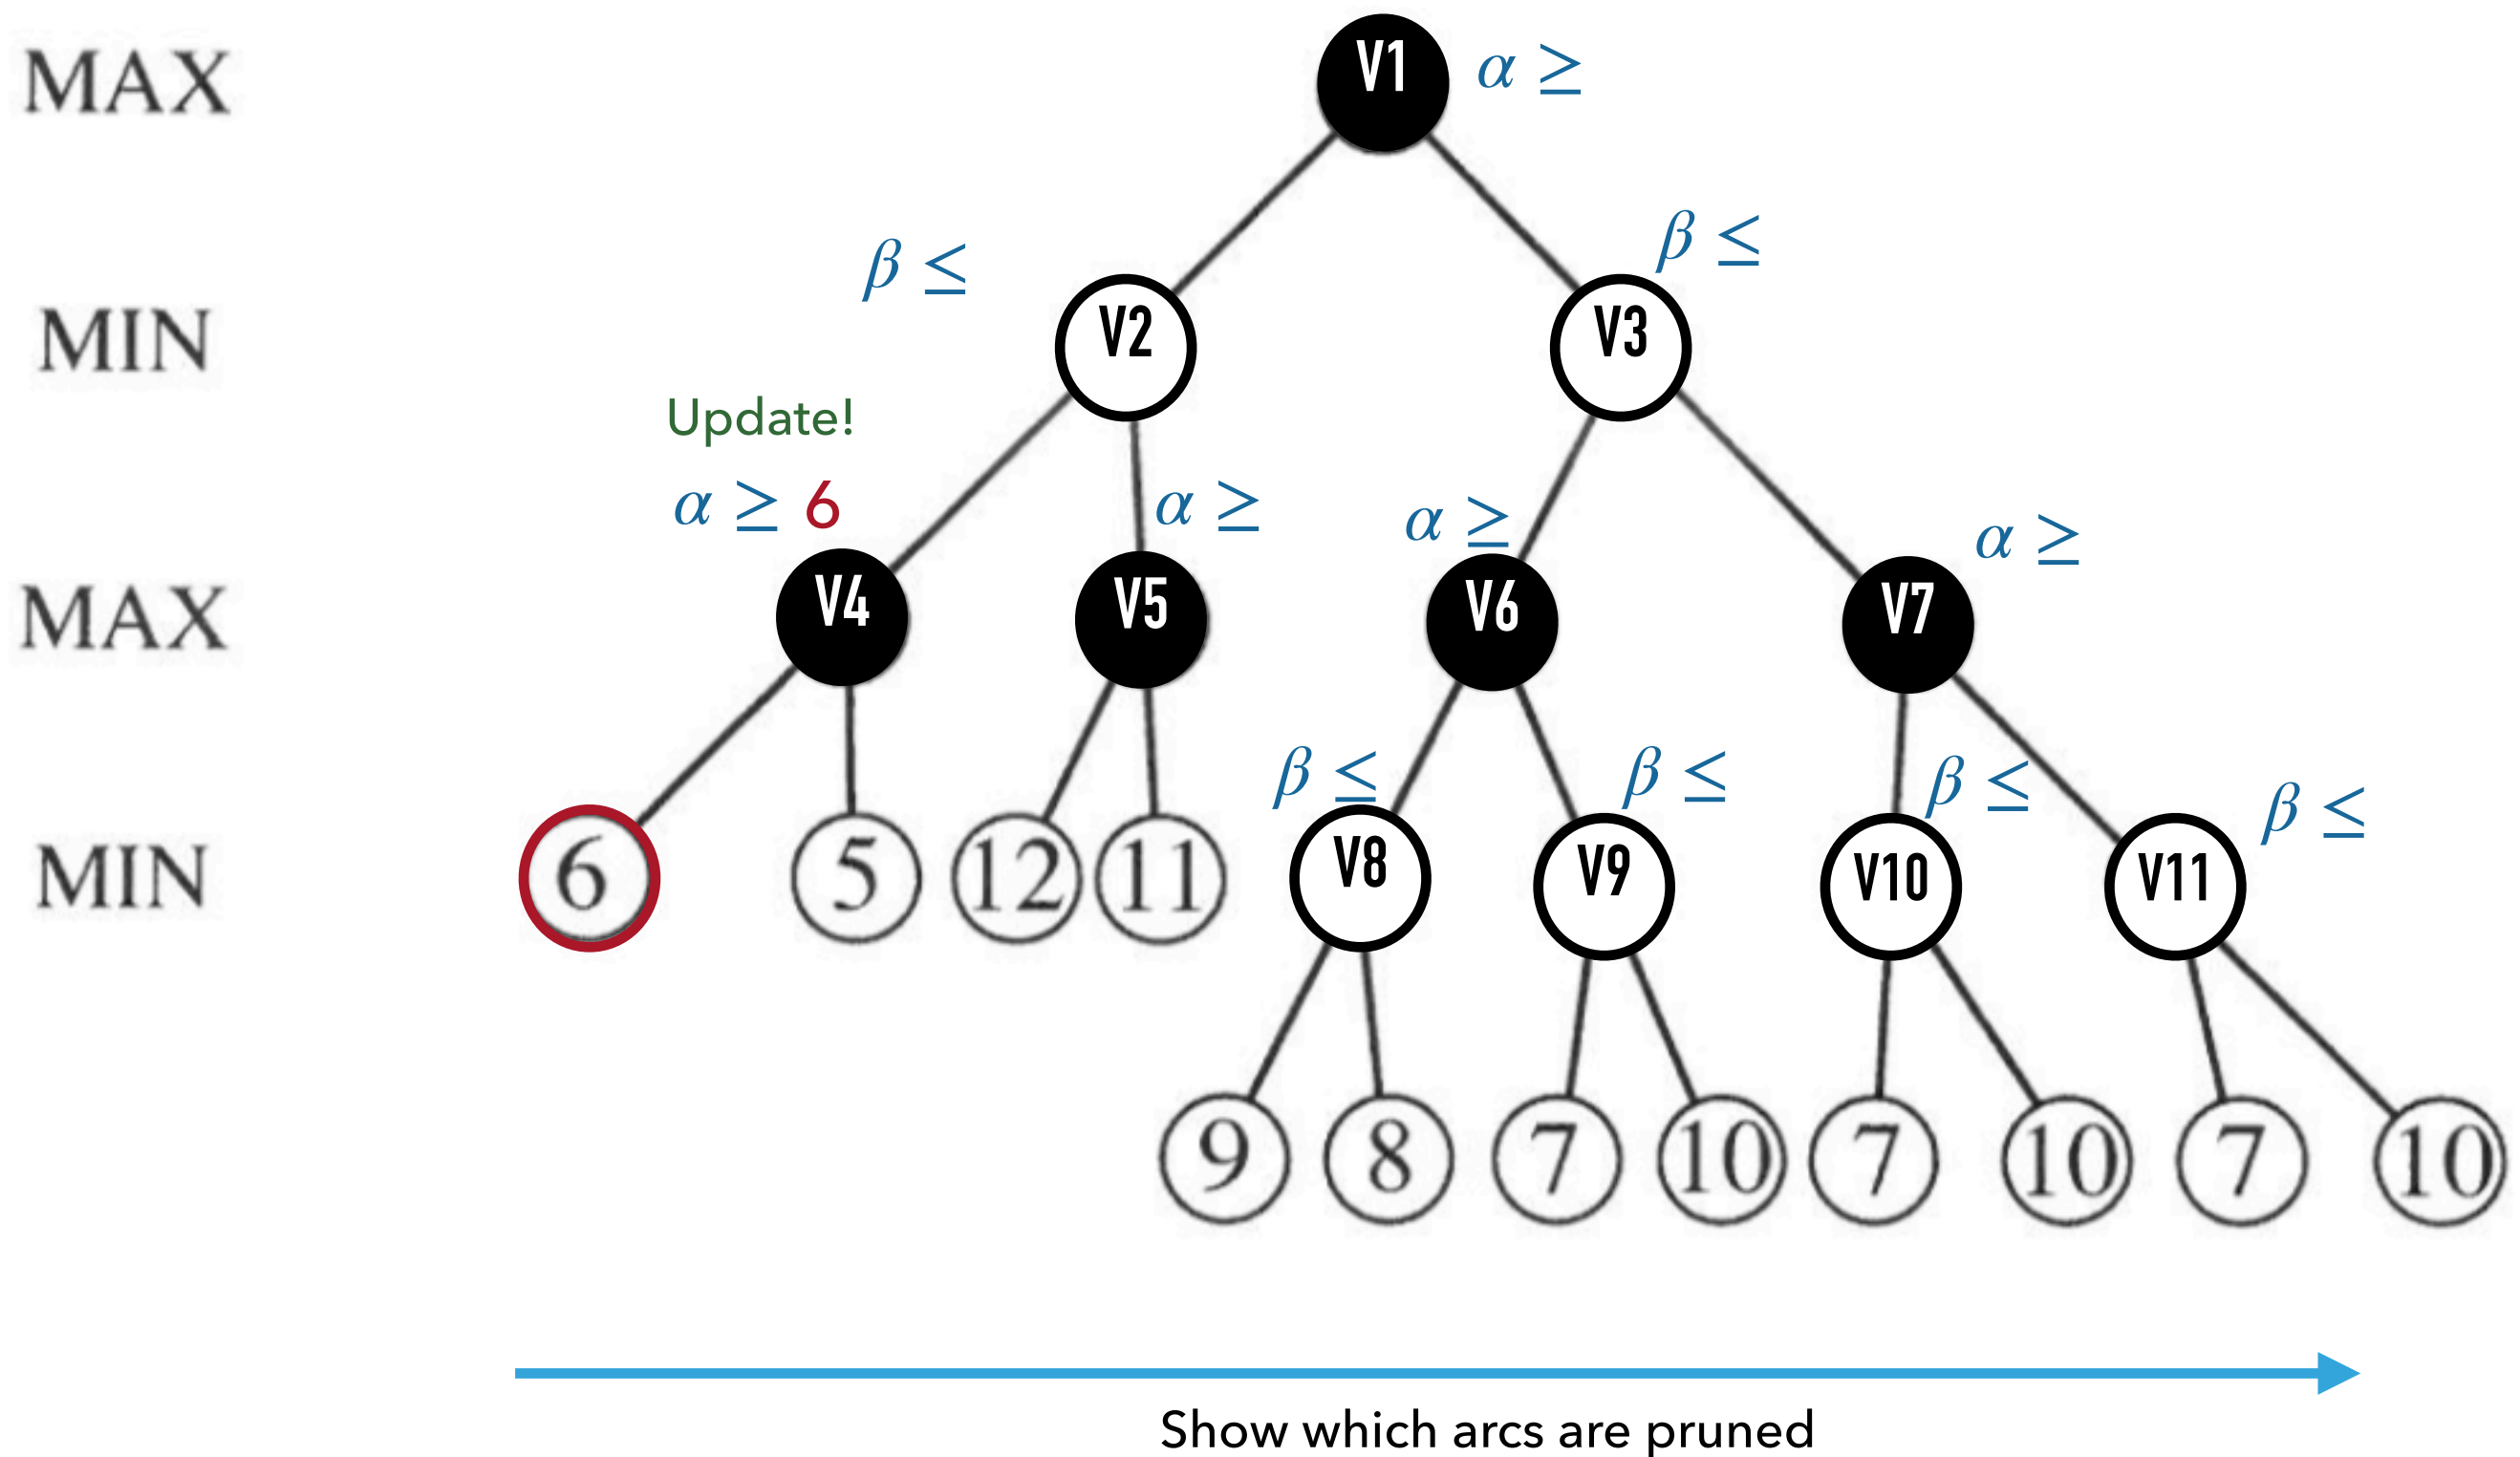 MAX
V1
α ≥
β ≤
β ≤
MIN
V2
V3
Update!
α ≥ 6
α ≥
α ≥
α ≥
MAX
V4
V5
V6
V7
β ≤
β ≤
β ≤
β ≤
MIN
6
5
12
11
V8
V9
V10
V11
9
8
7
10
7
10
7
10
Show which arcs are pruned